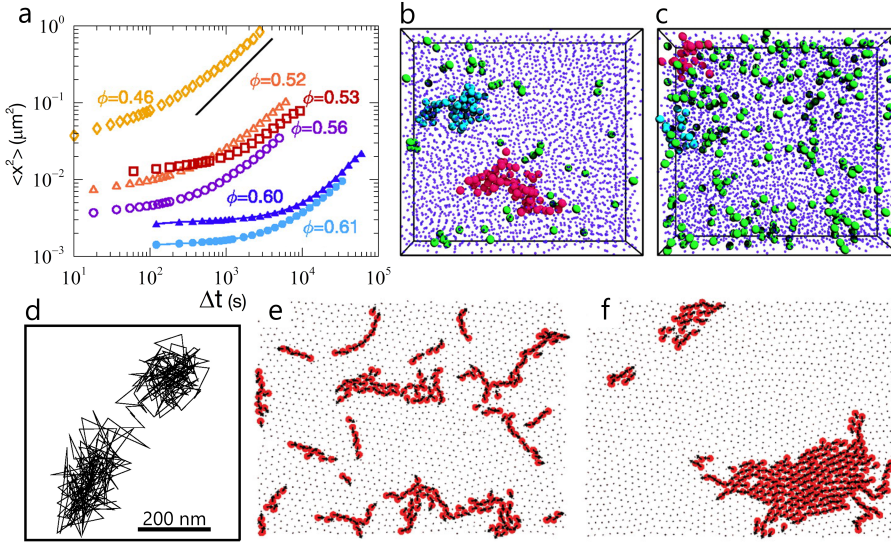 a
<x²> (μm²)
10⁰
10⁻¹
10⁻²
10⁻³
10¹
10²
10³
10⁴
10⁵
Δt (s)
ϕ=0.46
ϕ=0.52
ϕ=0.53
ϕ=0.56
ϕ=0.60
ϕ=0.61
b
c
d
200 nm
e
f